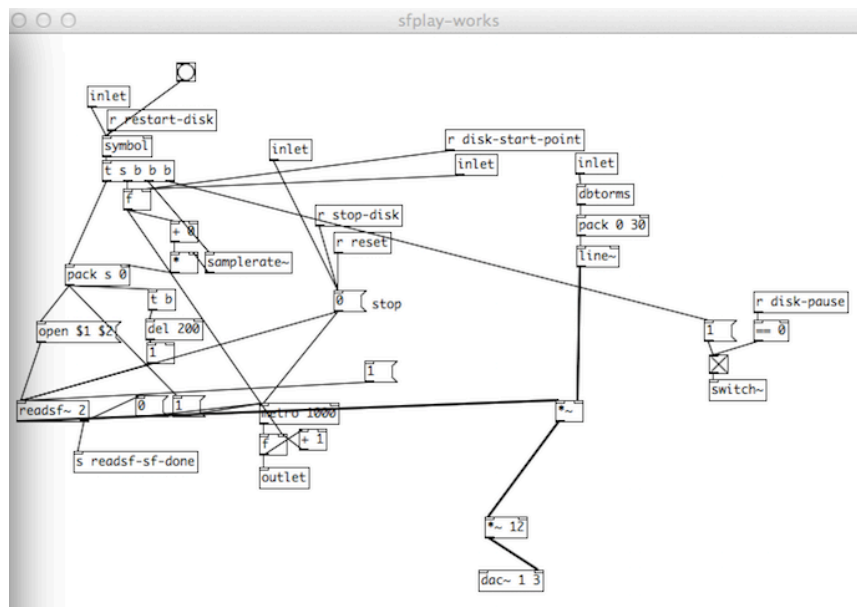 sfplay-works
inlet
r restart-disk
symbol
t s b b b
f
+ 0
*
samplerate~
pack s 0
t b
open $1 $2
del 200
1
readsf~ 2
0
1
s readsf-sf-done
inlet
r stop-disk
r reset
0
stop
1
metro 1000
f
+ 1
outlet
r disk-start-point
inlet
inlet
dbtorms
pack 0 30
line~
*~
*~ 12
dac~ 1 3
r disk-pause
1
== 0
switch~